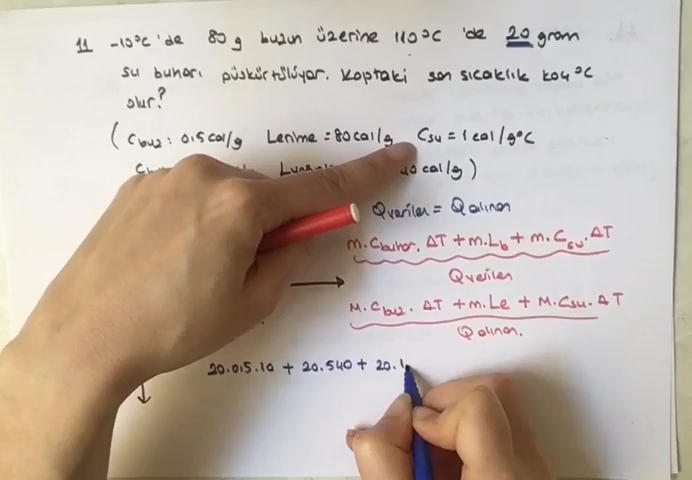 11 -10°C 'de 80 g buzun üzerine 110°C 'de 20 gram
su buharı püskürtülüyor. Kaptaki son sıcaklık kaç °C
olur?
( Cbuz: 0,5 cal/g Lerime = 80 cal/g Csu = 1 cal/g°C
cal/g )
Qverilen = Qalınan
m.Cbuhar.ΔT + m.Lb + m.Csu.ΔT
Qverilen
M.Cbuz.ΔT + m.Le + M.Csu.ΔT
Qalınan.
20.0,5.10 + 20.540 + 20.1